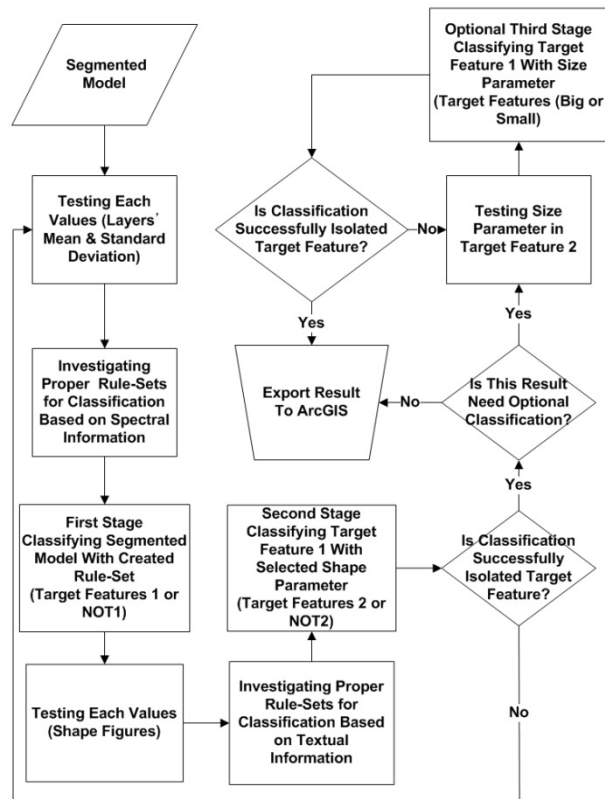 Segmented
Model
Testing Each
Values (Layers'
Mean & Standard
Deviation)
Investigating
Proper Rule-Sets
for Classification
Based on Spectral
Information
First Stage
Classifying Segmented
Model With Created
Rule-Set
(Target Features 1 or
NOT1)
Testing Each Values
(Shape Figures)
Investigating Proper
Rule-Sets for
Classification Based
on Textual
Information
Second Stage
Classifying Target
Feature 1 With
Selected Shape
Parameter
(Target Features 2 or
NOT2)
Is Classification
Successfully
Isolated Target
Feature?
No
Yes
Is This Result
Need Optional
Classification?
No
Yes
Testing Size
Parameter in
Target Feature 2
Optional Third Stage
Classifying Target
Feature 1 With Size
Parameter
(Target Features (Big or
Small)
Is Classification
Successfully Isolated
Target Feature?
No
Yes
Export Result
To ArcGIS